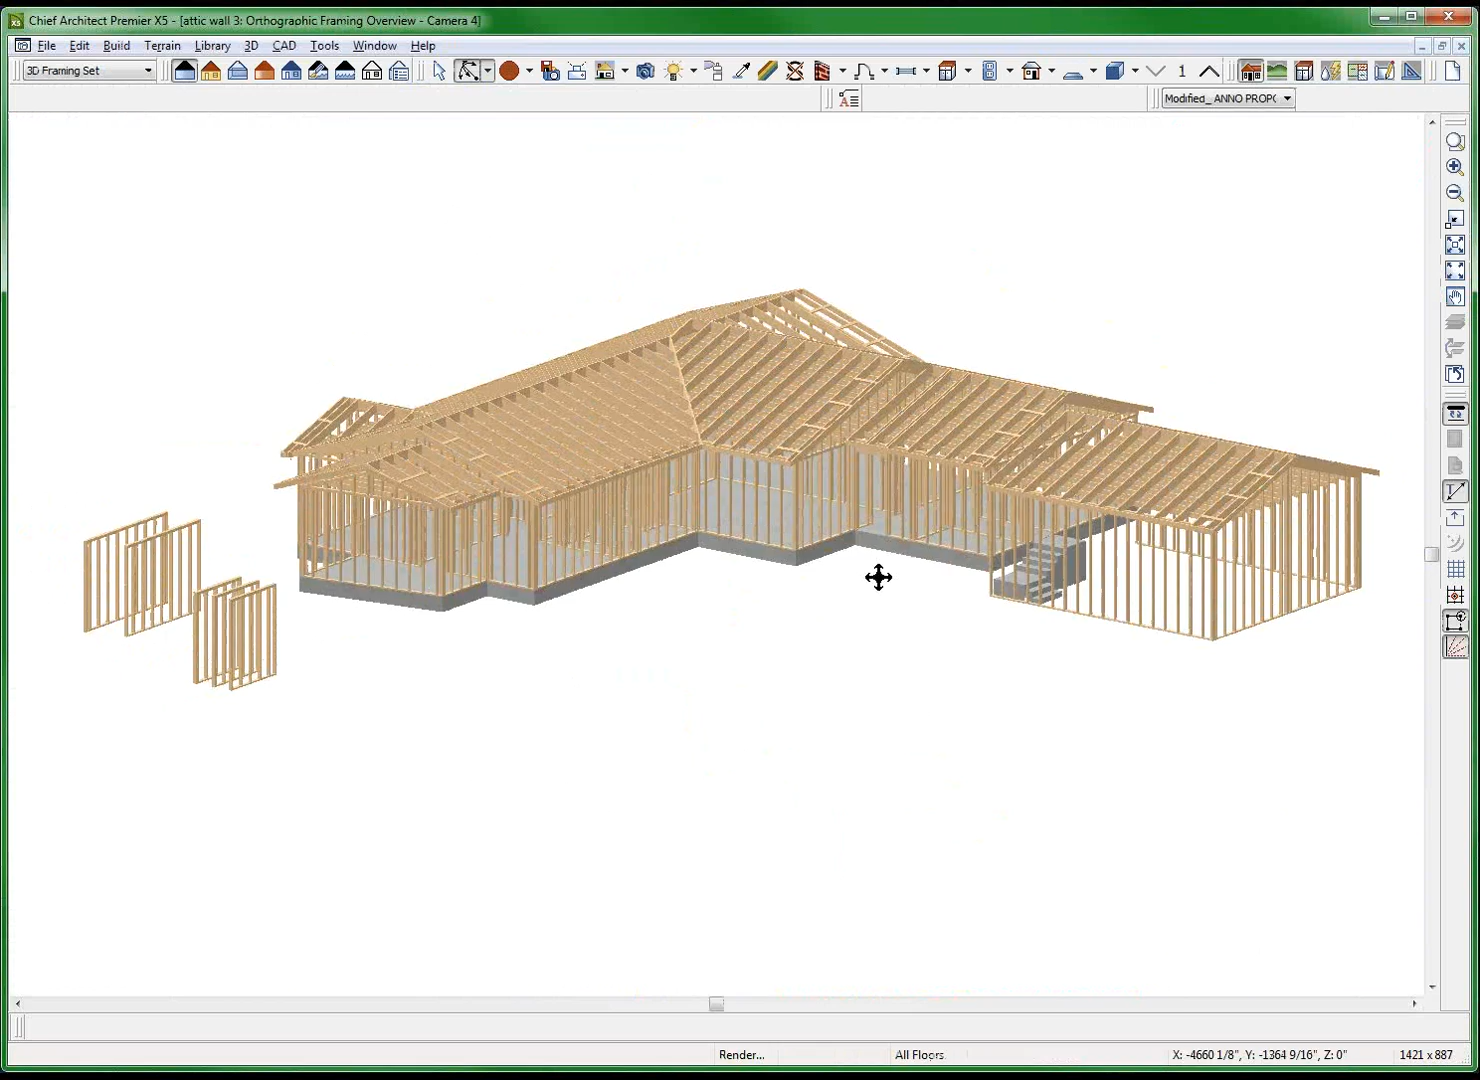 Chief Architect Premier X5 - [attic wall 3: Orthographic Framing Overview - Camera 4]
File Edit Build Terrain Library 3D CAD Tools Window Help
3D Framing Set
1
Modified_ ANNO PROP(
Render...
All Floors
X: -4660 1/8", Y: -1364 9/16", Z: 0"
1421 x 887